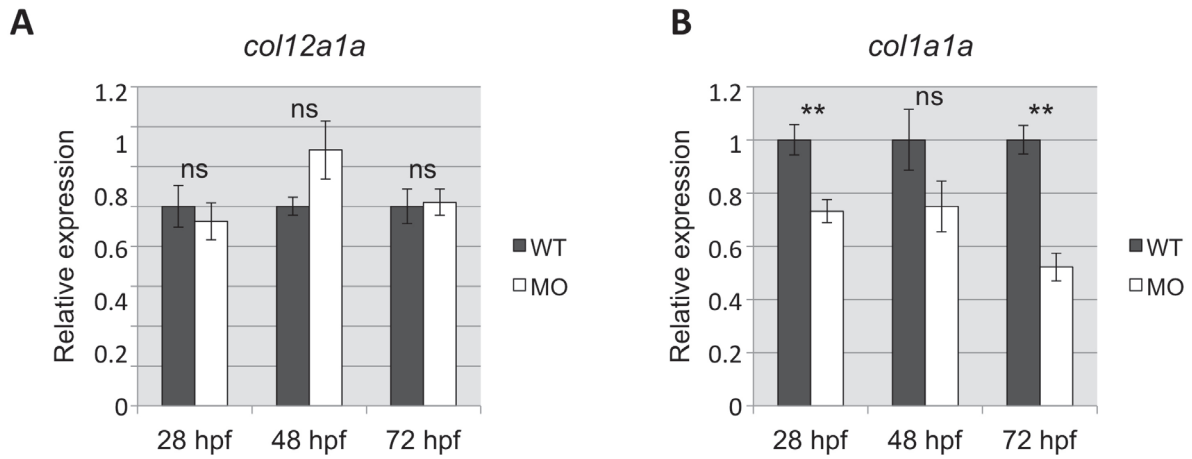 A
col12a1a
Relative expression
1.2
1
0.8
0.6
0.4
0.2
0
ns
ns
ns
28 hpf
48 hpf
72 hpf
WT
MO
B
col1a1a
Relative expression
1.2
1
0.8
0.6
0.4
0.2
0
**
ns
**
28 hpf
48 hpf
72 hpf
WT
MO